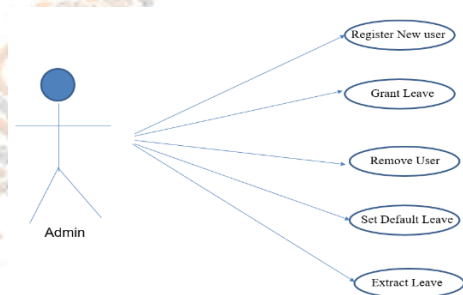 Register New user
Grant Leave
Remove User
Set Default Leave
Admin
Extract Leave